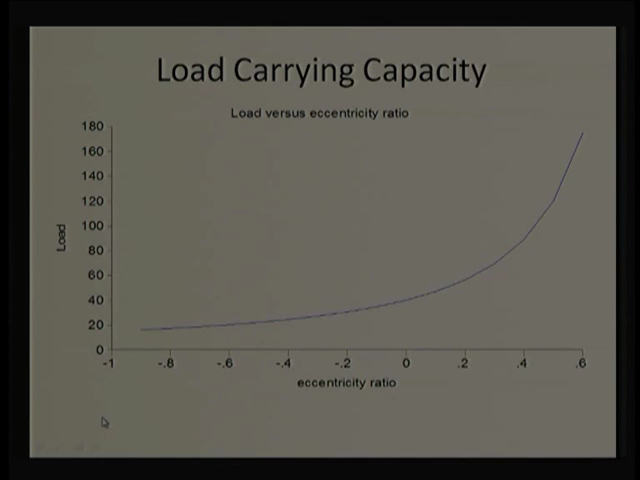 Load Carrying Capacity
Load versus eccentricity ratio
180
160
140
120
100
80
60
40
20
0
Load
-1 -.8 -.6 -.4 -.2 0 .2 .4 .6
eccentricity ratio